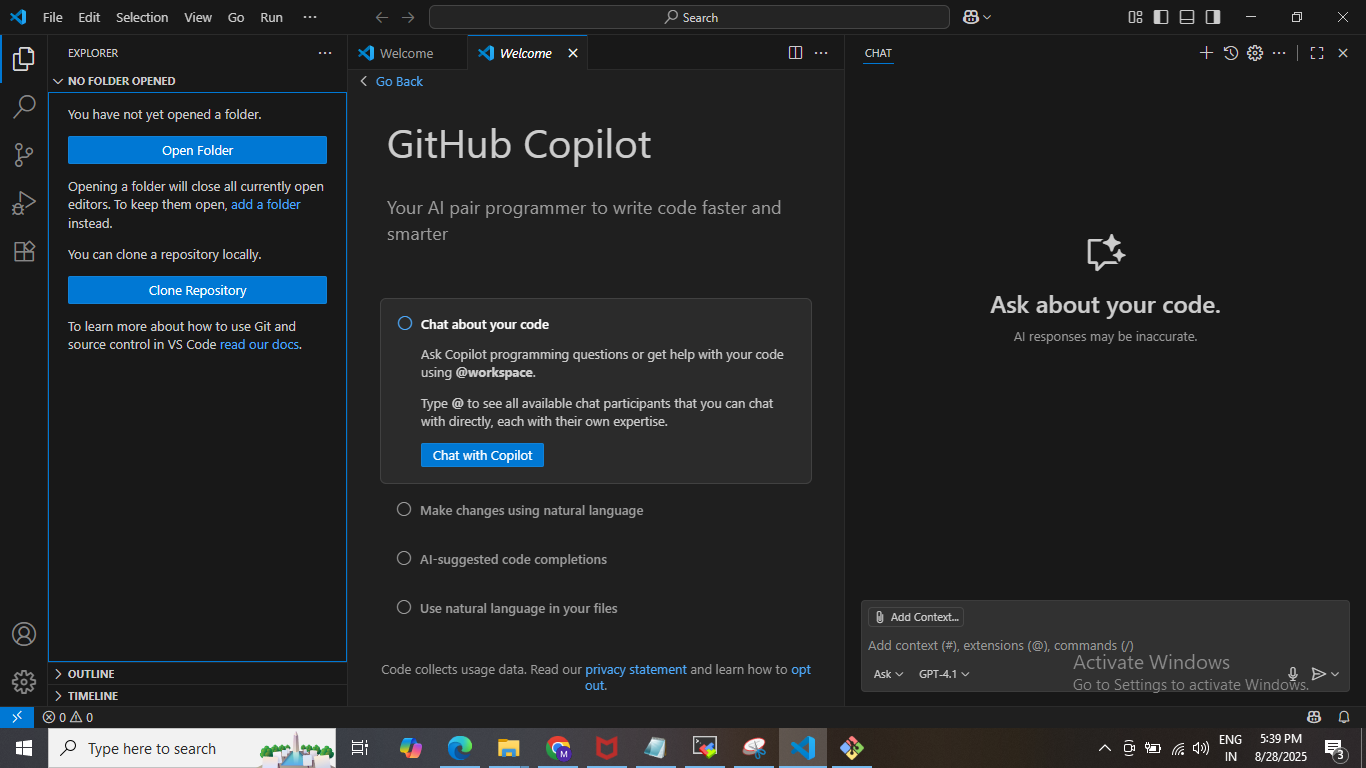 File Edit Selection View Go Run ···
Search
EXPLORER ···
NO FOLDER OPENED
You have not yet opened a folder.
Open Folder
Opening a folder will close all currently open
editors. To keep them open, add a folder
instead.
You can clone a repository locally.
Clone Repository
To learn more about how to use Git and
source control in VS Code read our docs.
OUTLINE
TIMELINE
Welcome
Welcome
Go Back
GitHub Copilot
Your AI pair programmer to write code faster and
smarter
Chat about your code
Ask Copilot programming questions or get help with your code
using @workspace.
Type @ to see all available chat participants that you can chat
with directly, each with their own expertise.
Chat with Copilot
Make changes using natural language
AI-suggested code completions
Use natural language in your files
Code collects usage data. Read our privacy statement and learn how to opt
out.
CHAT
Ask about your code.
AI responses may be inaccurate.
Add Context...
Add context (#), extensions (@), commands (/)
Ask GPT-4.1
Activate Windows
Go to Settings to activate Windows.
0 0
Type here to search
M
ENG
IN
5:39 PM
8/28/2025
3